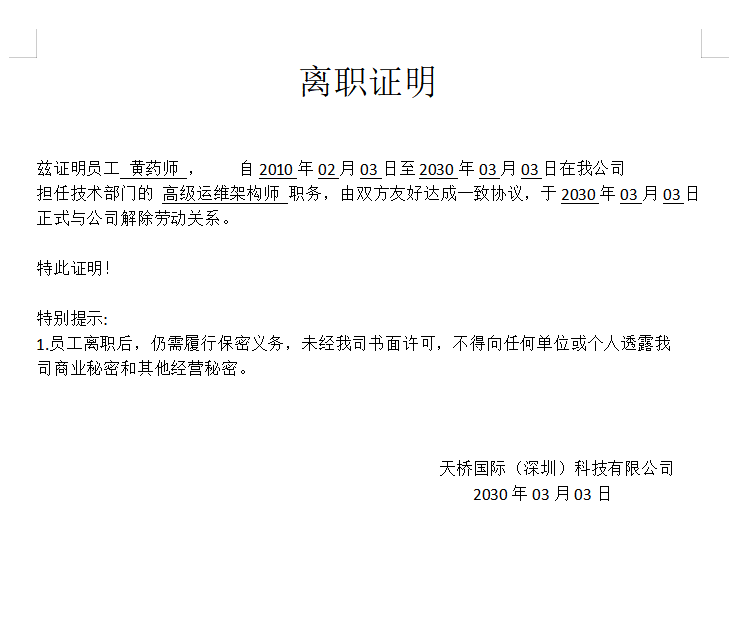 离职证明
兹证明员工 黄药师 ， 自 2010 年 02 月 03 日至 2030 年 03 月 03 日在我公司
担任技术部门的 高级运维架构师 职务，由双方友好达成一致协议，于 2030 年 03 月 03 日
正式与公司解除劳动关系。
特此证明！
特别提示:
1.员工离职后，仍需履行保密义务，未经我司书面许可，不得向任何单位或个人透露我
司商业秘密和其他经营秘密。
天桥国际（深圳）科技有限公司
2030 年 03 月 03 日